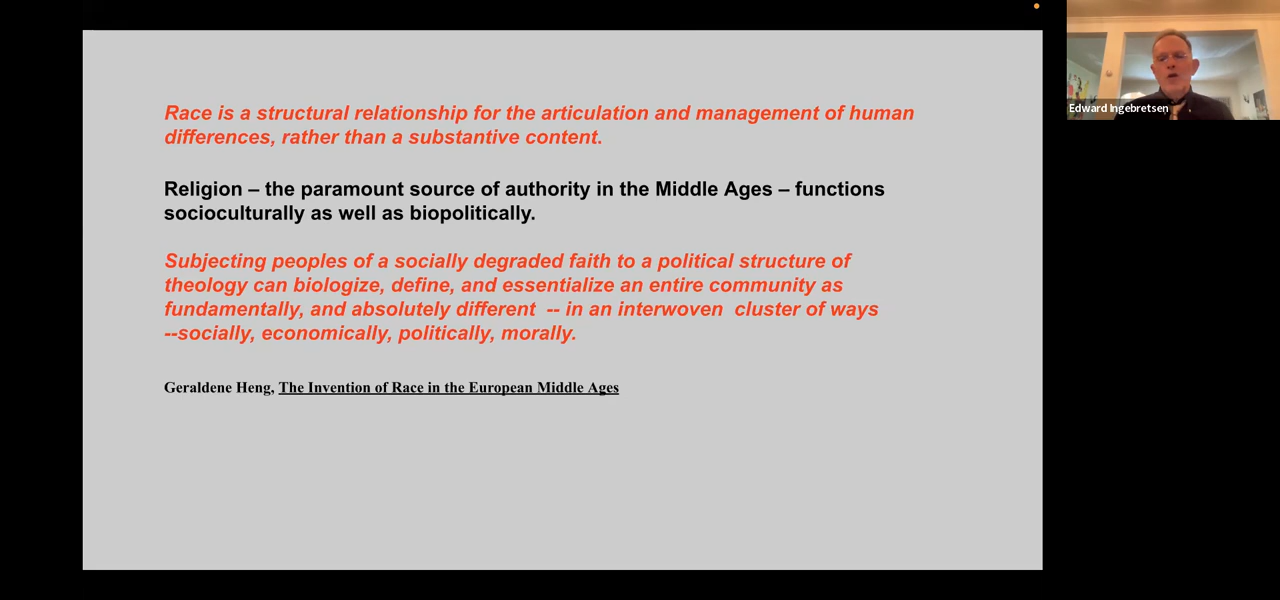 Race is a structural relationship for the articulation and management of human
differences, rather than a substantive content.
Religion – the paramount source of authority in the Middle Ages – functions
socioculturally as well as biopolitically.
Subjecting peoples of a socially degraded faith to a political structure of
theology can biologize, define, and essentialize an entire community as
fundamentally, and absolutely different -- in an interwoven cluster of ways
--socially, economically, politically, morally.
Geraldene Heng, The Invention of Race in the European Middle Ages
Edward Ingebretsen